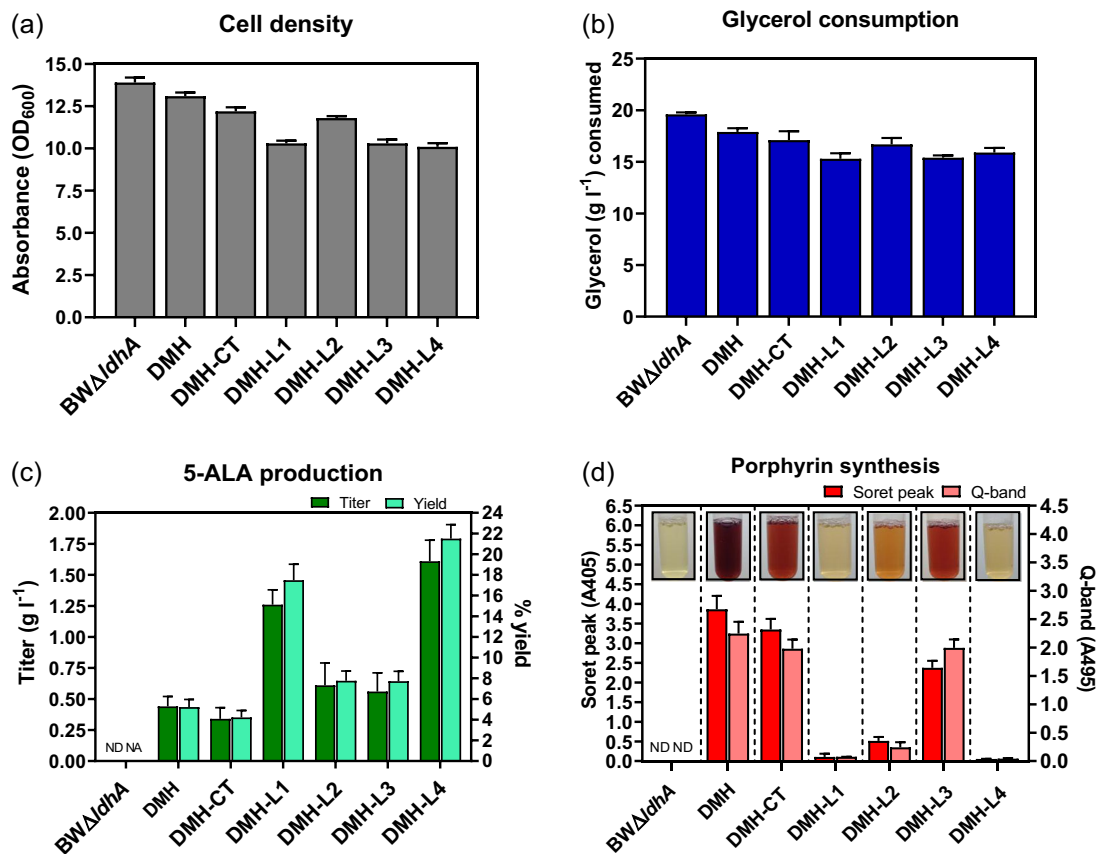 (a)
Cell density
Absorbance (OD600)
15.0
12.5
10.0
7.5
5.0
2.5
0.0
BWΔldhA
DMH
DMH-CT
DMH-L1
DMH-L2
DMH-L3
DMH-L4
(b)
Glycerol consumption
Glycerol (g l-1) consumed
25
20
15
10
5
0
BWΔldhA
DMH
DMH-CT
DMH-L1
DMH-L2
DMH-L3
DMH-L4
(c)
5-ALA production
Titer
Yield
Titer (g l-1)
2.00
1.75
1.50
1.25
1.00
0.75
0.50
0.25
0.00
ND NA
24
22
20
18
16
14
12
10
8
6
4
2
0
% yield
BWΔldhA
DMH
DMH-CT
DMH-L1
DMH-L2
DMH-L3
DMH-L4
(d)
Porphyrin synthesis
Soret peak
Q-band
Soret peak (A405)
6.5
6.0
5.5
5.0
4.5
4.0
3.5
3.0
2.5
2.0
1.5
1.0
0.5
0.0
ND ND
4.5
4.0
3.5
3.0
2.5
2.0
1.5
1.0
0.5
0.0
Q-band (A495)
BWΔldhA
DMH
DMH-CT
DMH-L1
DMH-L2
DMH-L3
DMH-L4